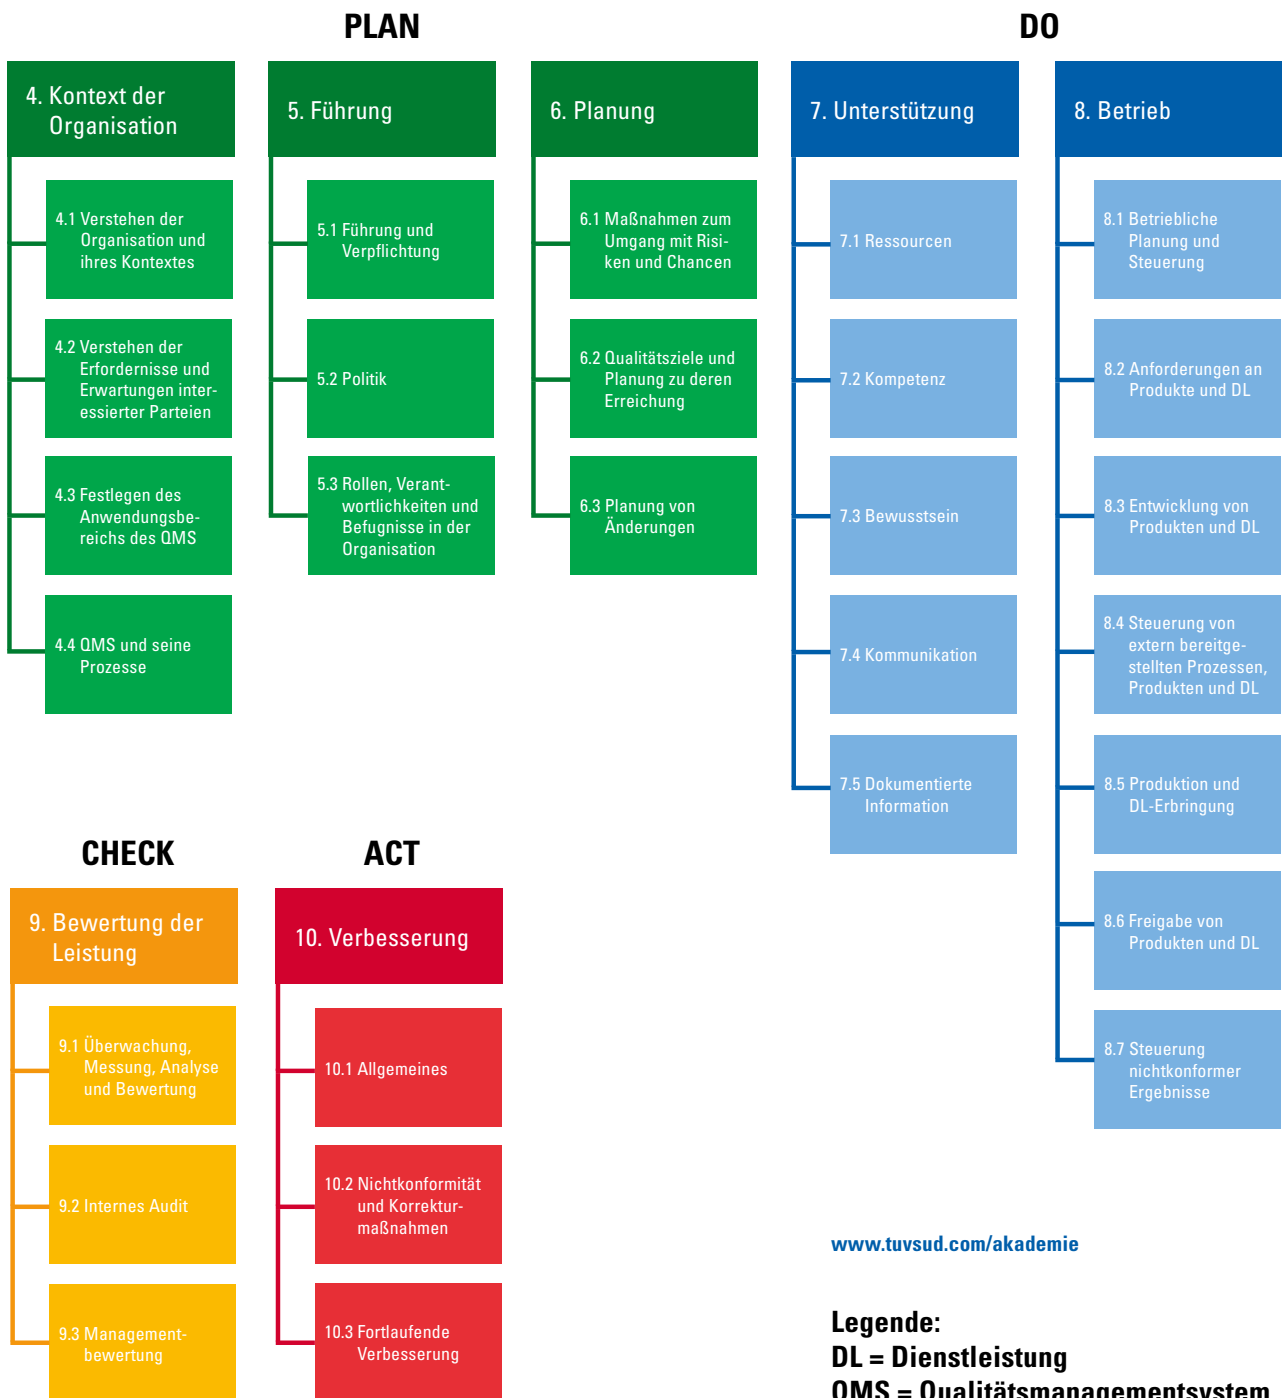 PLAN
4. Kontext der
Organisation
4.1 Verstehen der
Organisation und
ihres Kontextes
4.2 Verstehen der
Erfordernisse und
Erwartungen inter-
essierter Parteien
4.3 Festlegen des
Anwendungsbe-
reichs des QMS
4.4 QMS und seine
Prozesse
5. Führung
5.1 Führung und
Verpflichtung
5.2 Politik
5.3 Rollen, Verant-
wortlichkeiten und
Befugnisse in der
Organisation
6. Planung
6.1 Maßnahmen zum
Umgang mit Risi-
ken und Chancen
6.2 Qualitätsziele und
Planung zu deren
Erreichung
6.3 Planung von
Änderungen
DO
7. Unterstützung
7.1 Ressourcen
7.2 Kompetenz
7.3 Bewusstsein
7.4 Kommunikation
7.5 Dokumentierte
Information
8. Betrieb
8.1 Betriebliche
Planung und
Steuerung
8.2 Anforderungen an
Produkte und DL
8.3 Entwicklung von
Produkten und DL
8.4 Steuerung von
extern bereitge-
stellten Prozessen,
Produkten und DL
8.5 Produktion und
DL-Erbringung
8.6 Freigabe von
Produkten und DL
8.7 Steuerung
nichtkonformer
Ergebnisse
CHECK
9. Bewertung der
Leistung
9.1 Überwachung,
Messung, Analyse
und Bewertung
9.2 Internes Audit
9.3 Management-
bewertung
ACT
10. Verbesserung
10.1 Allgemeines
10.2 Nichtkonformität
und Korrektur-
maßnahmen
10.3 Fortlaufende
Verbesserung
www.tuvsud.com/akademie
Legende:
DL = Dienstleistung
QMS = Qualitätsmanagementsystem